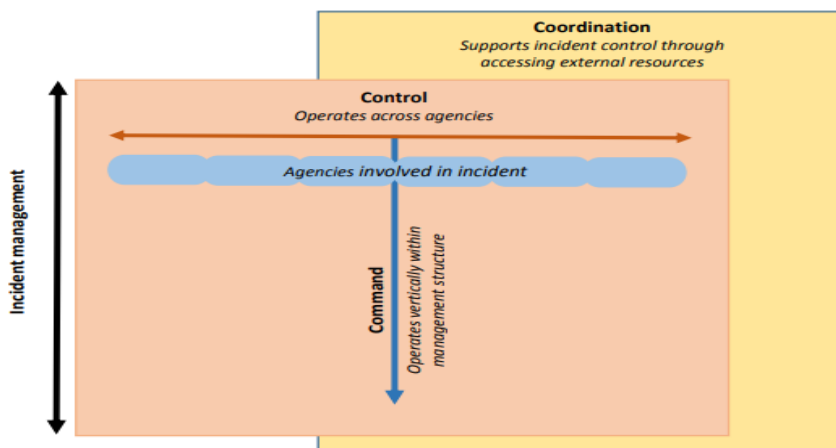 Coordination
Supports incident control through
accessing external resources
Control
Operates across agencies
Agencies involved in incident
Incident management
Command
Operates vertically within
management structure